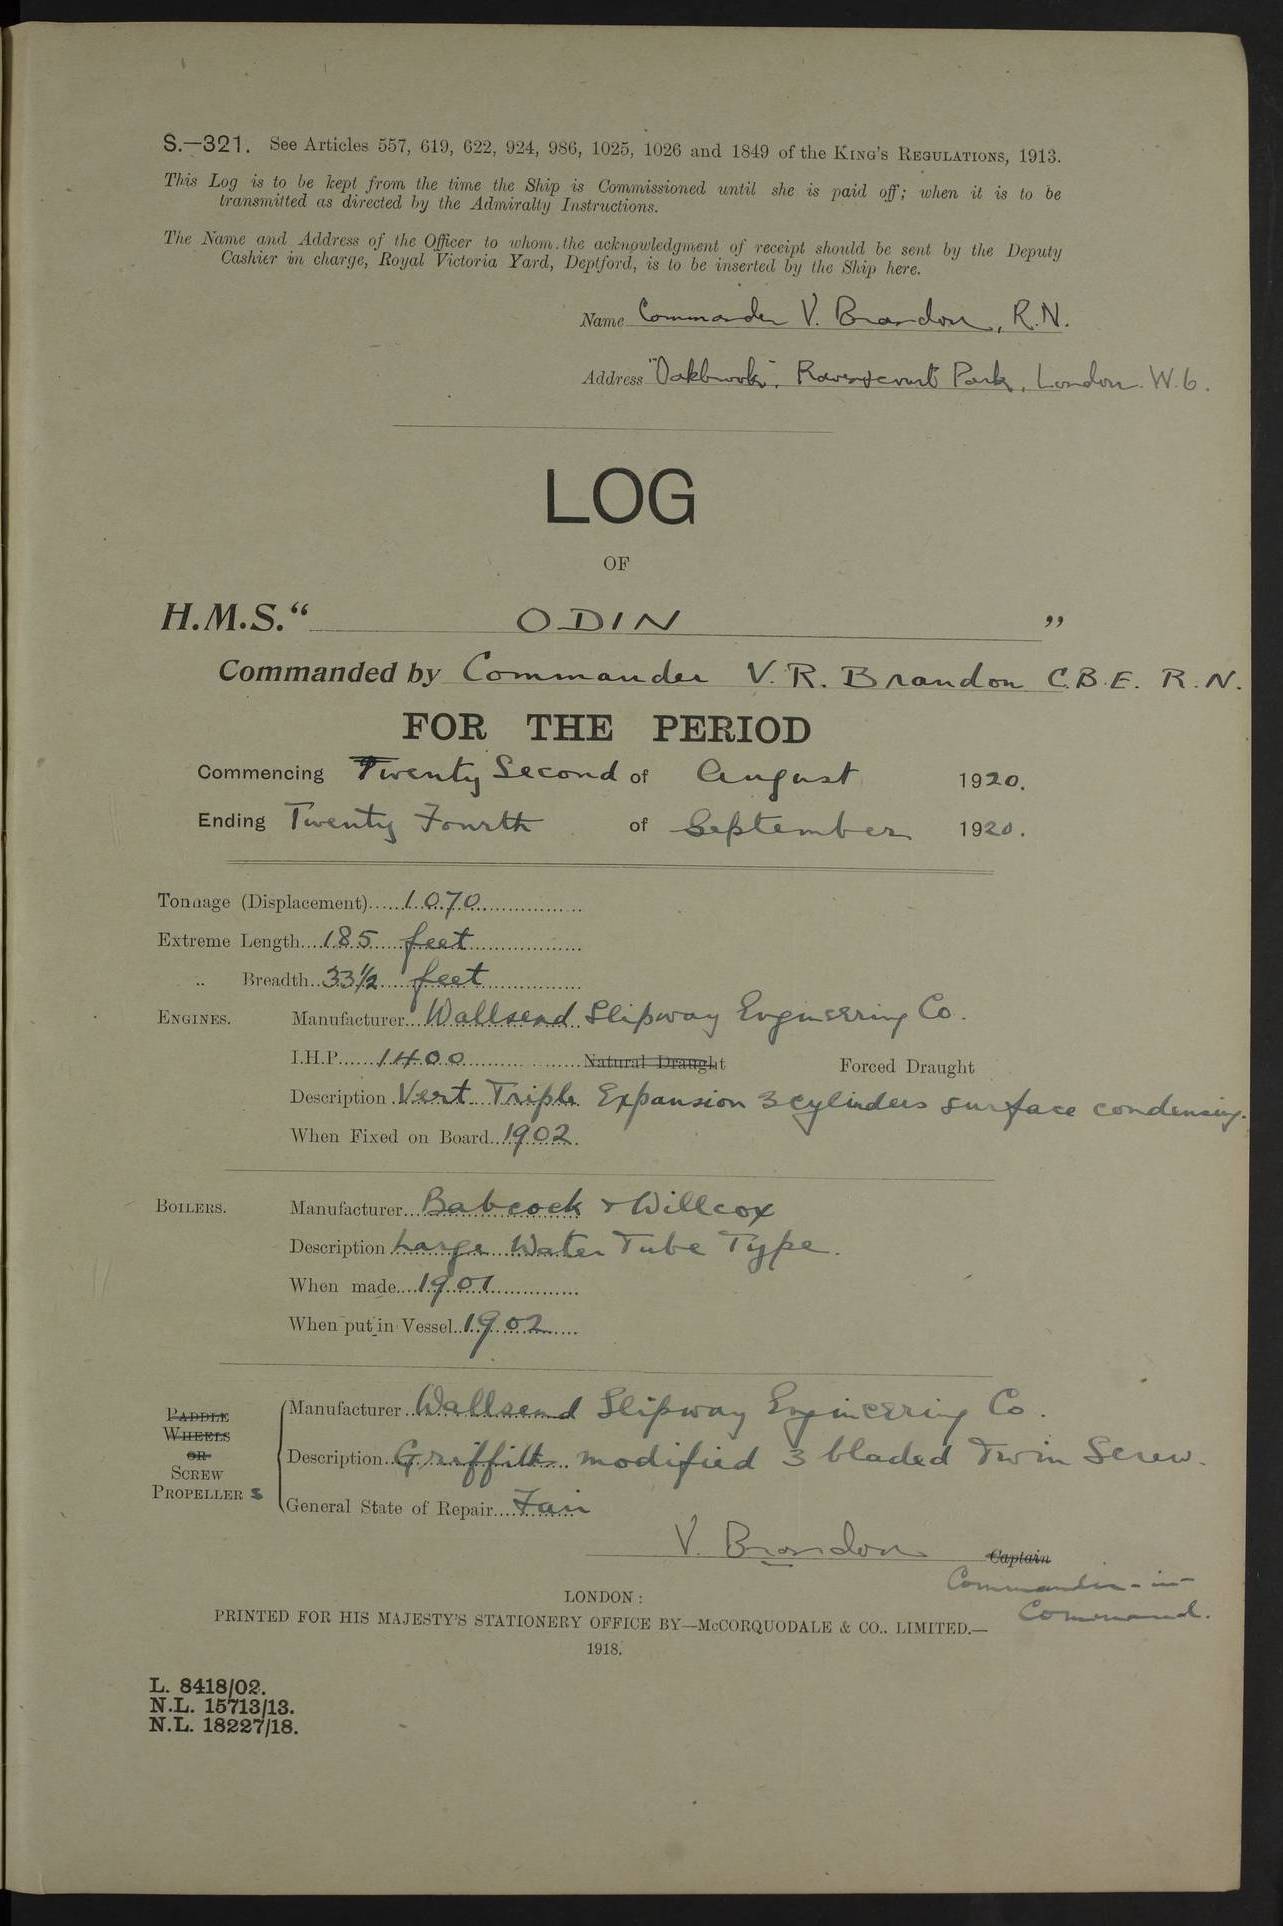 S.—321. See Articles 557, 619, 622, 924, 986, 1025, 1026 and 1849 of the KING'S REGULATIONS, 1913.
This Log is to be kept from the time the Ship is Commissioned until she is paid off; when it is to be
transmitted as directed by the Admiralty Instructions.
The Name and Address of the Officer to whom the acknowledgment of receipt should be sent by the Deputy
Cashier in charge, Royal Victoria Yard, Deptford, is to be inserted by the Ship here.
Name Commander V. Brandon, R.N.
Address "Oakbrook", Ravenscourt Park, London. W.6.
LOG
OF
H.M.S. “ ODIN ”
Commanded by Commander V. R. Brandon C.B.E. R.N.
FOR THE PERIOD
Commencing Twenty Second of August 1920.
Ending Twenty Fourth of September 1920.
Tonnage (Displacement) 1070
Extreme Length 185 feet
„ Breadth 33½ feet
ENGINES. Manufacturer Wallsend Slipway Engineering Co.
I.H.P. 1400 Natural Draught Forced Draught
Description Vert Triple Expansion 3 cylinders surface condensing.
When Fixed on Board 1902.
BOILERS. Manufacturer Babcock & Willcox
Description Large Water Tube Type.
When made 1901
When put in Vessel 1902
PADDLE WHEELS OR SCREW PROPELLERS
Manufacturer Wallsend Slipway Engineering Co.
Description Griffith modified 3 bladed Twin Screw.
General State of Repair Fair
V. Brandon Captain
Commander-in-
Command.
LONDON:
PRINTED FOR HIS MAJESTY'S STATIONERY OFFICE BY—McCORQUODALE & CO., LIMITED.—
1918.
L. 8418/02.
N.L. 15713/13.
N.L. 18227/18.